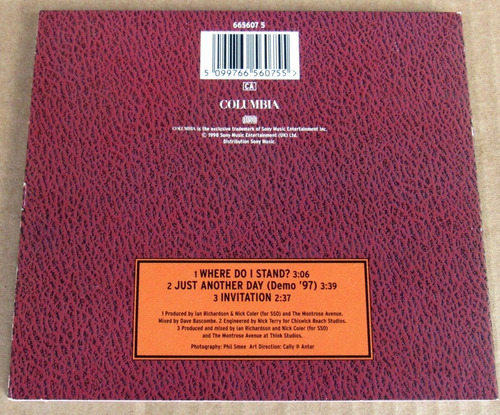 665607 5
5 099766 560755 >
CA
COLUMBIA
COLUMBIA is the exclusive trademark of Sony Music Entertainment Inc.
© 1998 Sony Music Entertainment (UK) Ltd.
Distribution Sony Music.
1 WHERE DO I STAND? 3:06
2 JUST ANOTHER DAY (Demo '97) 3:39
3 INVITATION 2:37
1 Produced by Ian Richardson & Nick Coler (for SSO) and The Montrose Avenue.
Mixed by Dave Bascombe. 2 Engineered by Nick Terry for Chiswick Reach Studios.
3 Produced and mixed by Ian Richardson and Nick Coler (for SSO)
and The Montrose Avenue at Think Studios.
Photography: Phil Smee Art Direction: Cally @ Antar